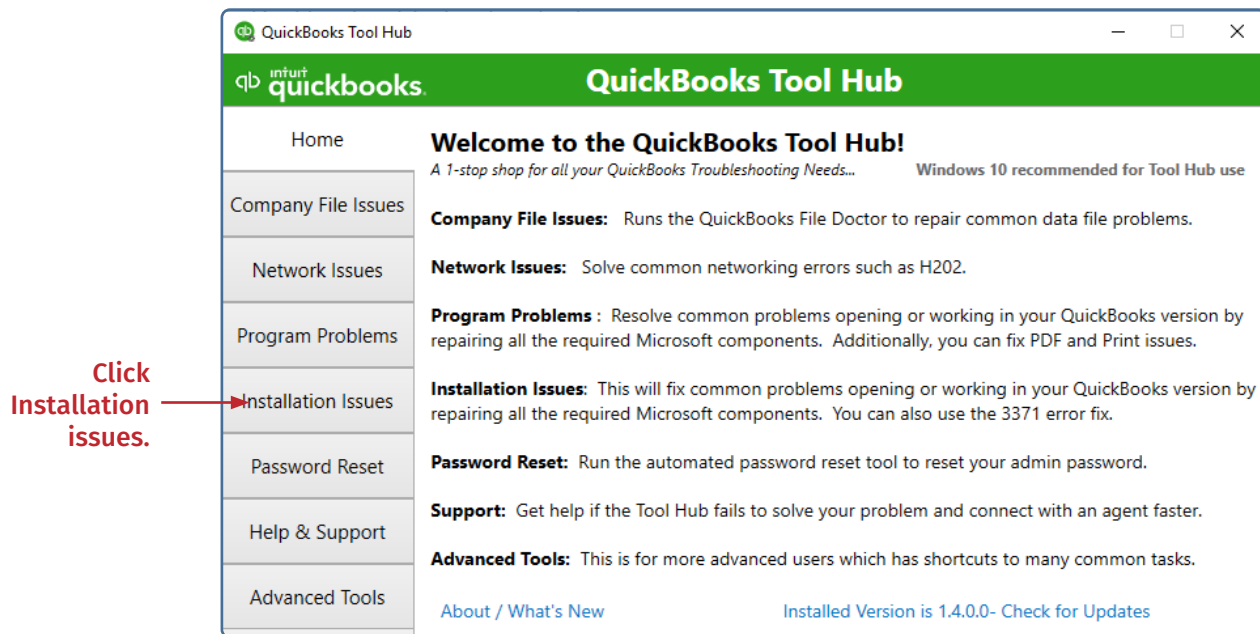 QuickBooks Tool Hub
qb intuit quickbooks.
QuickBooks Tool Hub
Home
Company File Issues
Network Issues
Program Problems
Click
Installation
issues.
Installation Issues
Password Reset
Help & Support
Advanced Tools
Welcome to the QuickBooks Tool Hub!
A 1-stop shop for all your QuickBooks Troubleshooting Needs...
Windows 10 recommended for Tool Hub use
Company File Issues: Runs the QuickBooks File Doctor to repair common data file problems.
Network Issues: Solve common networking errors such as H202.
Program Problems : Resolve common problems opening or working in your QuickBooks version by
repairing all the required Microsoft components. Additionally, you can fix PDF and Print issues.
Installation Issues: This will fix common problems opening or working in your QuickBooks version by
repairing all the required Microsoft components. You can also use the 3371 error fix.
Password Reset: Run the automated password reset tool to reset your admin password.
Support: Get help if the Tool Hub fails to solve your problem and connect with an agent faster.
Advanced Tools: This is for more advanced users which has shortcuts to many common tasks.
About / What's New
Installed Version is 1.4.0.0- Check for Updates